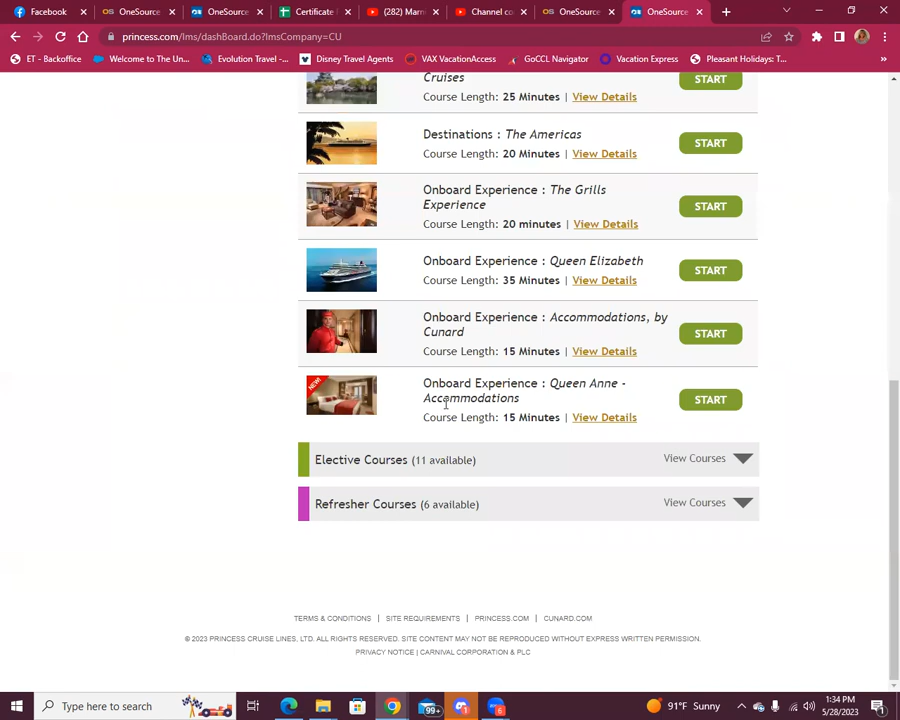 Facebook
OneSource
OneSource
Certificate
(282) Mar
Channel co
OneSource
OneSource
princess.com/lms/dashBoard.do?lmsCompany=CU
ET - Backoffice
Welcome to The Un...
Evolution Travel -...
Disney Travel Agents
VAX VacationAccess
GoCCL Navigator
Vacation Express
Pleasant Holidays: T...
Cruises
Course Length: 25 Minutes | View Details
START
Destinations : The Americas
Course Length: 20 Minutes | View Details
START
Onboard Experience : The Grills
Experience
Course Length: 20 minutes | View Details
START
Onboard Experience : Queen Elizabeth
Course Length: 35 Minutes | View Details
START
Onboard Experience : Accommodations, by
Cunard
Course Length: 15 Minutes | View Details
START
NEW!
Onboard Experience : Queen Anne -
Accommodations
Course Length: 15 Minutes | View Details
START
Elective Courses (11 available)
View Courses
Refresher Courses (6 available)
View Courses
TERMS & CONDITIONS | SITE REQUIREMENTS | PRINCESS.COM | CUNARD.COM
© 2023 PRINCESS CRUISE LINES, LTD. ALL RIGHTS RESERVED. SITE CONTENT MAY NOT BE REPRODUCED WITHOUT EXPRESS WRITTEN PERMISSION.
PRIVACY NOTICE | CARNIVAL CORPORATION & PLC
Type here to search
99+
1
6
91°F Sunny
1:34 PM
5/28/2023
1